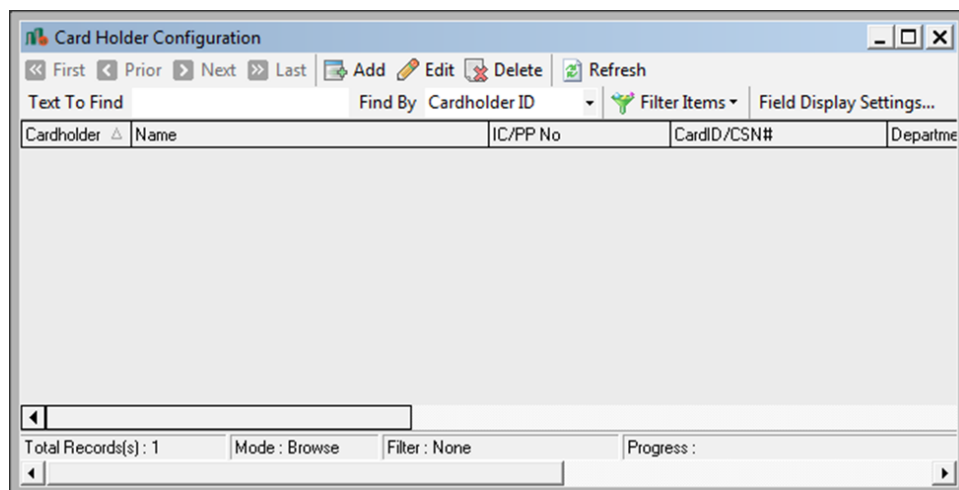 Card Holder Configuration
First Prior Next Last Add Edit Delete Refresh
Text To Find Find By Cardholder ID Filter Items Field Display Settings...
Cardholder Name IC/PP No CardID/CSN# Departme
Total Records(s) : 1 Mode : Browse Filter : None Progress :